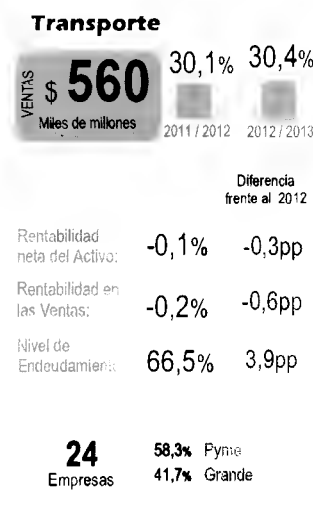 Transporte
VENTAS
$ 560
Miles de millones
30,1% 30,4%
2011 / 2012 2012 / 2013
Diferencia
frente al 2012
Rentabilidad
neta del Activo: -0,1% -0,3pp
Rentabilidad en
las Ventas: -0,2% -0,6pp
Nivel de
66,5% 3,9pp
24
Empresas
58,3% Pyme
41,7% Grande